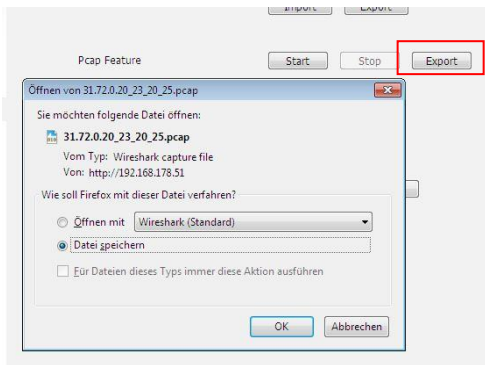 Import Export
Pcap Feature Start Stop Export
Öffnen von 31.72.0.20_23_20_25.pcap
Sie möchten folgende Datei öffnen:
31.72.0.20_23_20_25.pcap
Vom Typ: Wireshark capture file
Von: http://192.168.178.51
Wie soll Firefox mit dieser Datei verfahren?
Öffnen mit Wireshark (Standard)
Datei speichern
Für Dateien dieses Typs immer diese Aktion ausführen
OK Abbrechen